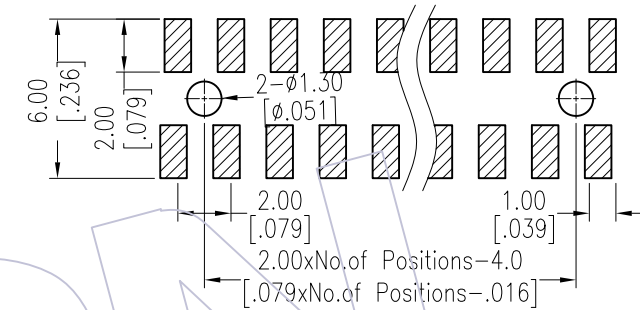 6.00
[.236]
2.00
[.079]
2-ø1.30
[ø.051]
2.00
[.079]
1.00
[.039]
2.00xNo.of Positions-4.0
[.079xNo.of Positions-.016]